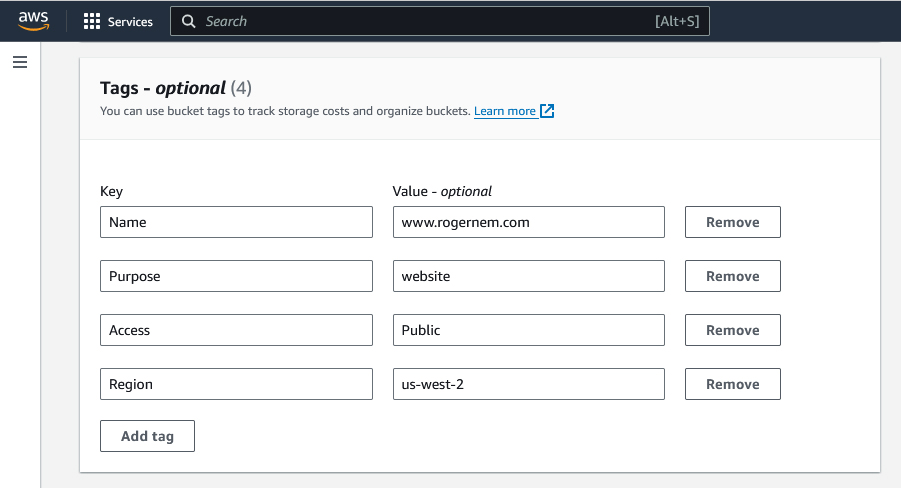 aws
Services
Search
[Alt+S]
Tags - optional (4)
You can use bucket tags to track storage costs and organize buckets. Learn more
Key
Value - optional
Name
www.rogernem.com
Remove
Purpose
website
Remove
Access
Public
Remove
Region
us-west-2
Remove
Add tag